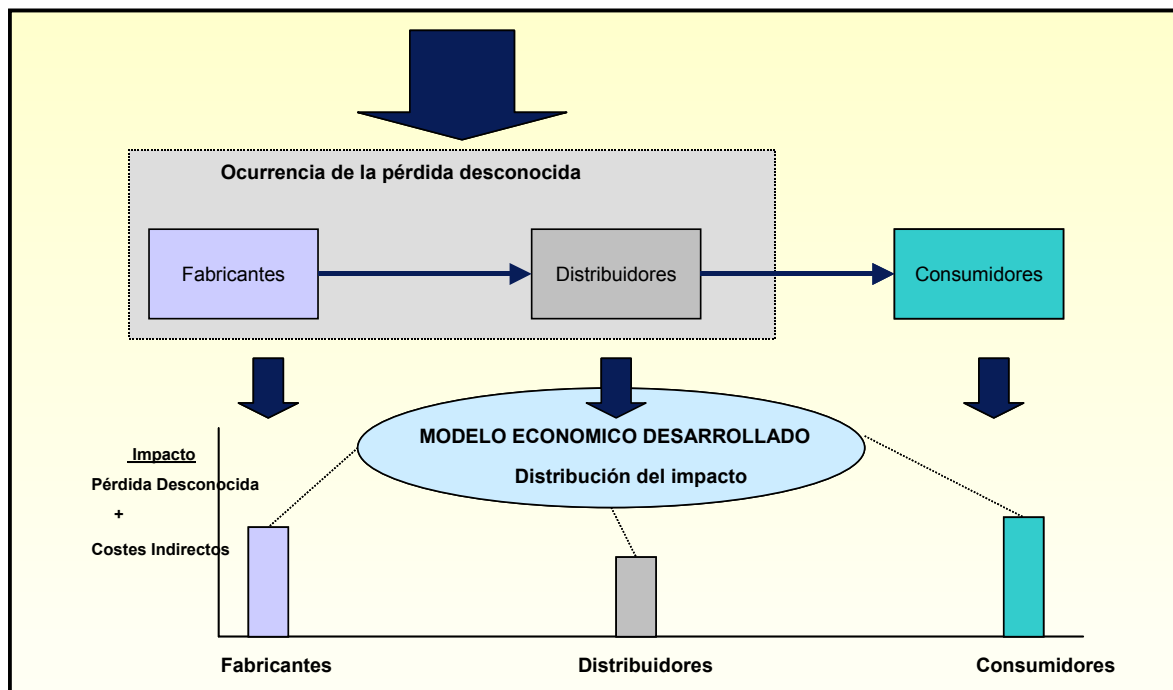 Ocurrencia de la pérdida desconocida
Fabricantes
Distribuidores
Consumidores
MODELO ECONOMICO DESARROLLADO
Distribución del impacto
Impacto
Pérdida Desconocida
+
Costes Indirectos
Fabricantes
Distribuidores
Consumidores